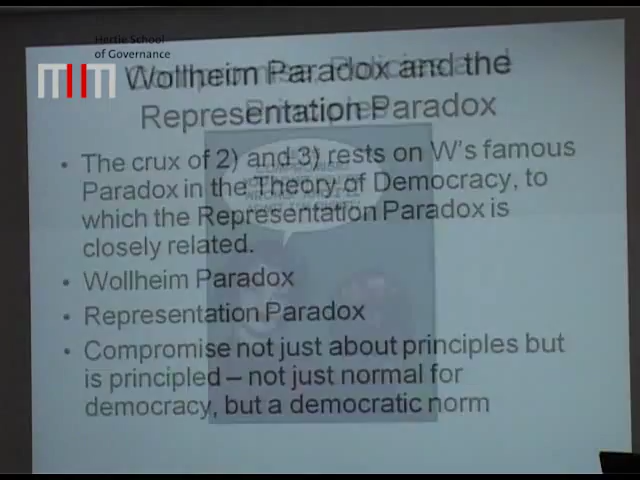 Hertie School
of Governance
Wollheim Paradox and the
Representation Paradox
• The crux of 2) and 3) rests on W's famous
Paradox in the Theory of Democracy, to
which the Representation Paradox is
closely related.
• Wollheim Paradox
• Representation Paradox
• Compromise not just about principles but
is principled – not just normal for
democracy, but a democratic norm